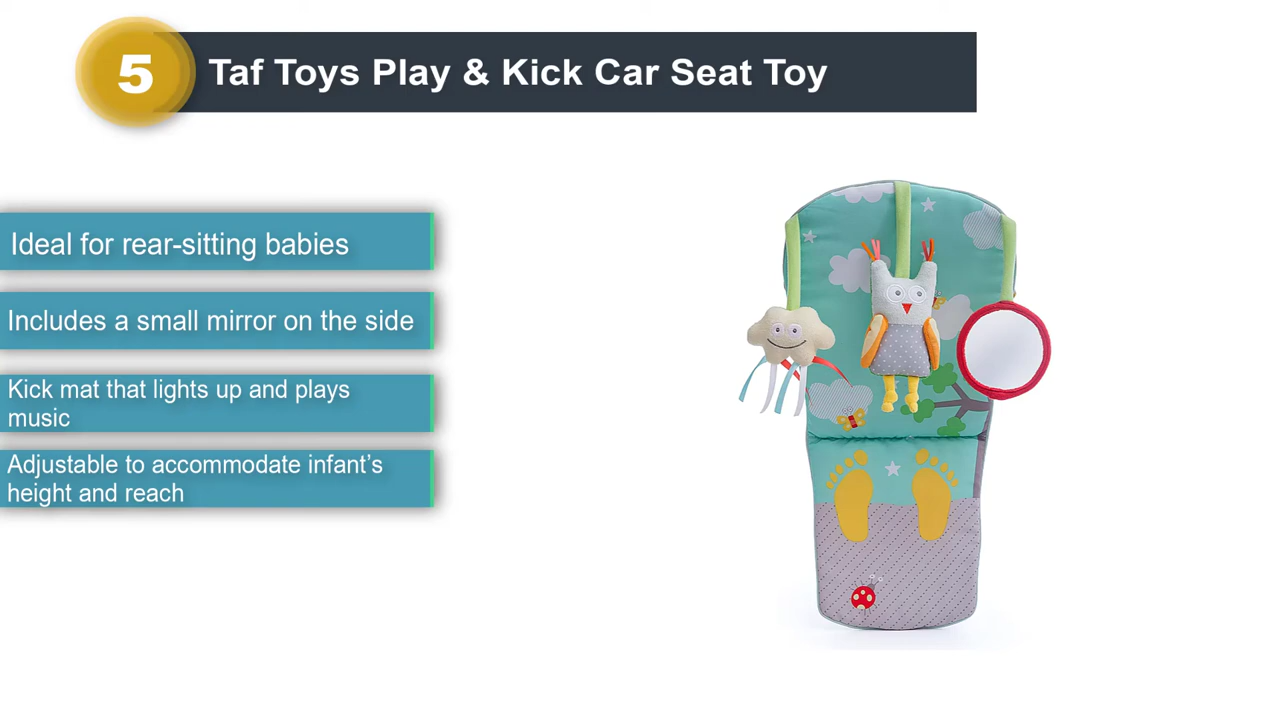 5
Taf Toys Play & Kick Car Seat Toy
Ideal for rear-sitting babies
Includes a small mirror on the side
Kick mat that lights up and plays
music
Adjustable to accommodate infant’s
height and reach